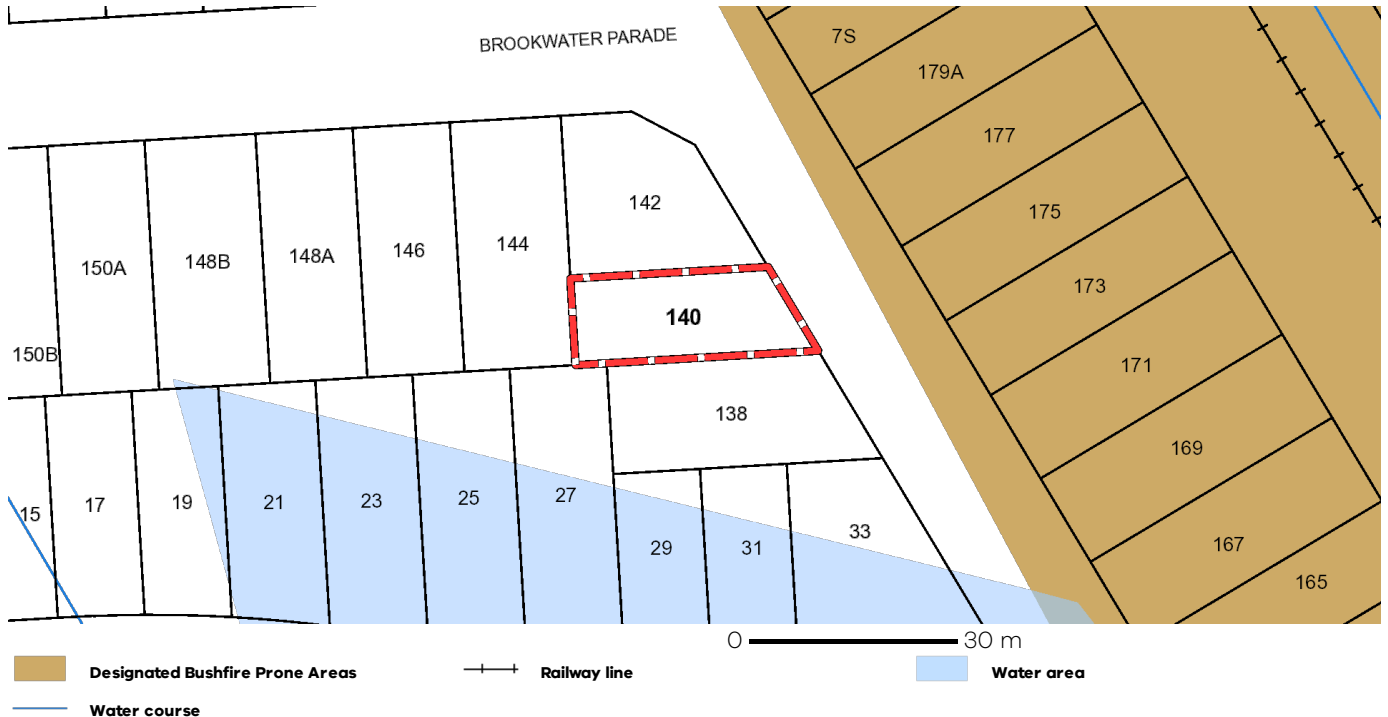 BROOKWATER PARADE
7S
179A
177
175
173
171
169
167
165
142
144
146
148A
148B
150A
150B
140
138
15
17
19
21
23
25
27
29
31
33
0 30 m
Designated Bushfire Prone Areas
Railway line
Water area
Water course